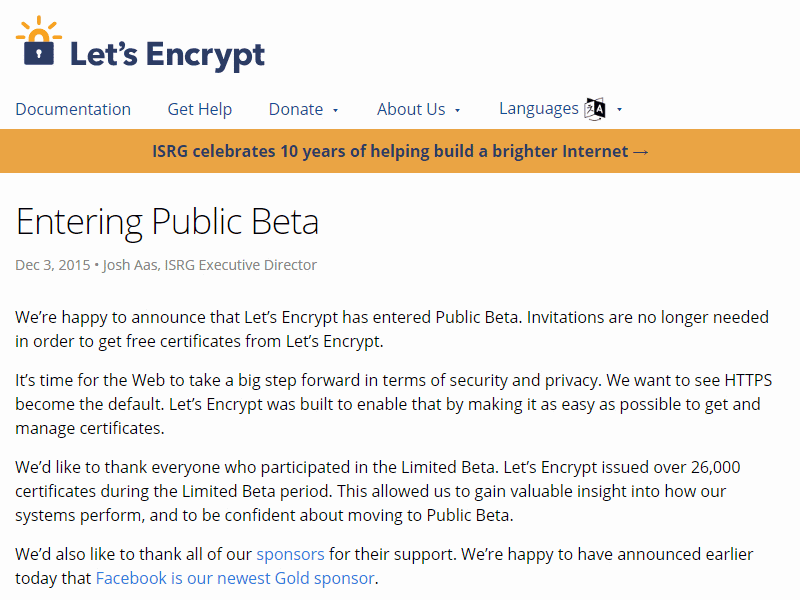 Let's Encrypt
Documentation Get Help Donate About Us Languages
ISRG celebrates 10 years of helping build a brighter Internet →
Entering Public Beta
Dec 3, 2015 • Josh Aas, ISRG Executive Director
We're happy to announce that Let's Encrypt has entered Public Beta. Invitations are no longer needed
in order to get free certificates from Let's Encrypt.
It's time for the Web to take a big step forward in terms of security and privacy. We want to see HTTPS
become the default. Let's Encrypt was built to enable that by making it as easy as possible to get and
manage certificates.
We'd like to thank everyone who participated in the Limited Beta. Let's Encrypt issued over 26,000
certificates during the Limited Beta period. This allowed us to gain valuable insight into how our
systems perform, and to be confident about moving to Public Beta.
We'd also like to thank all of our sponsors for their support. We're happy to have announced earlier
today that Facebook is our newest Gold sponsor.